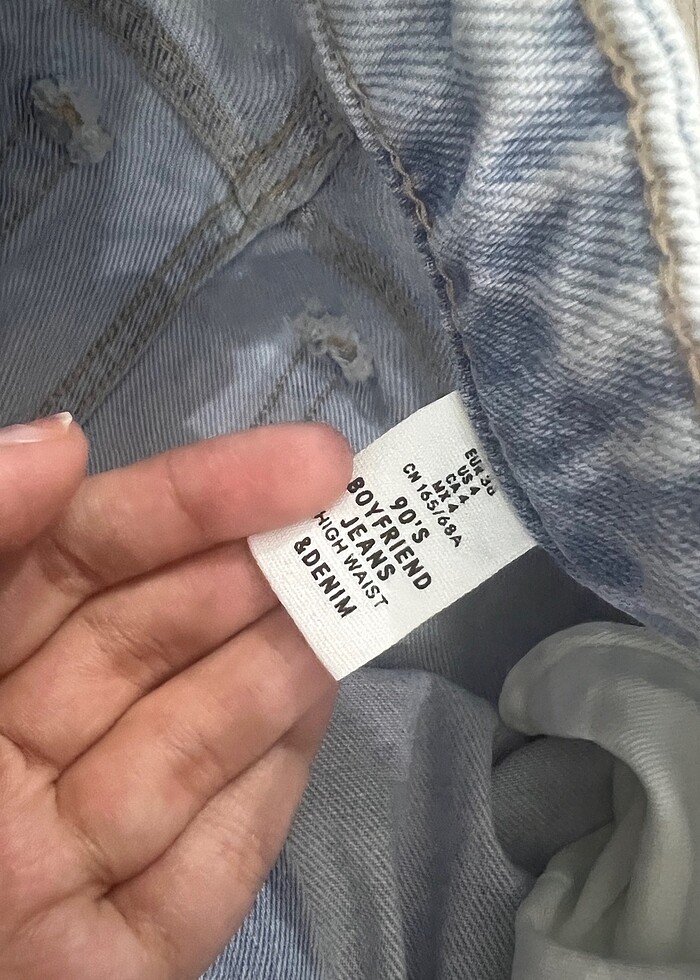 EUR 38
US 4
CA 4
MX 4
CN 165/68A
90'S
BOYFRIEND
JEANS
HIGH WAIST
&DENIM